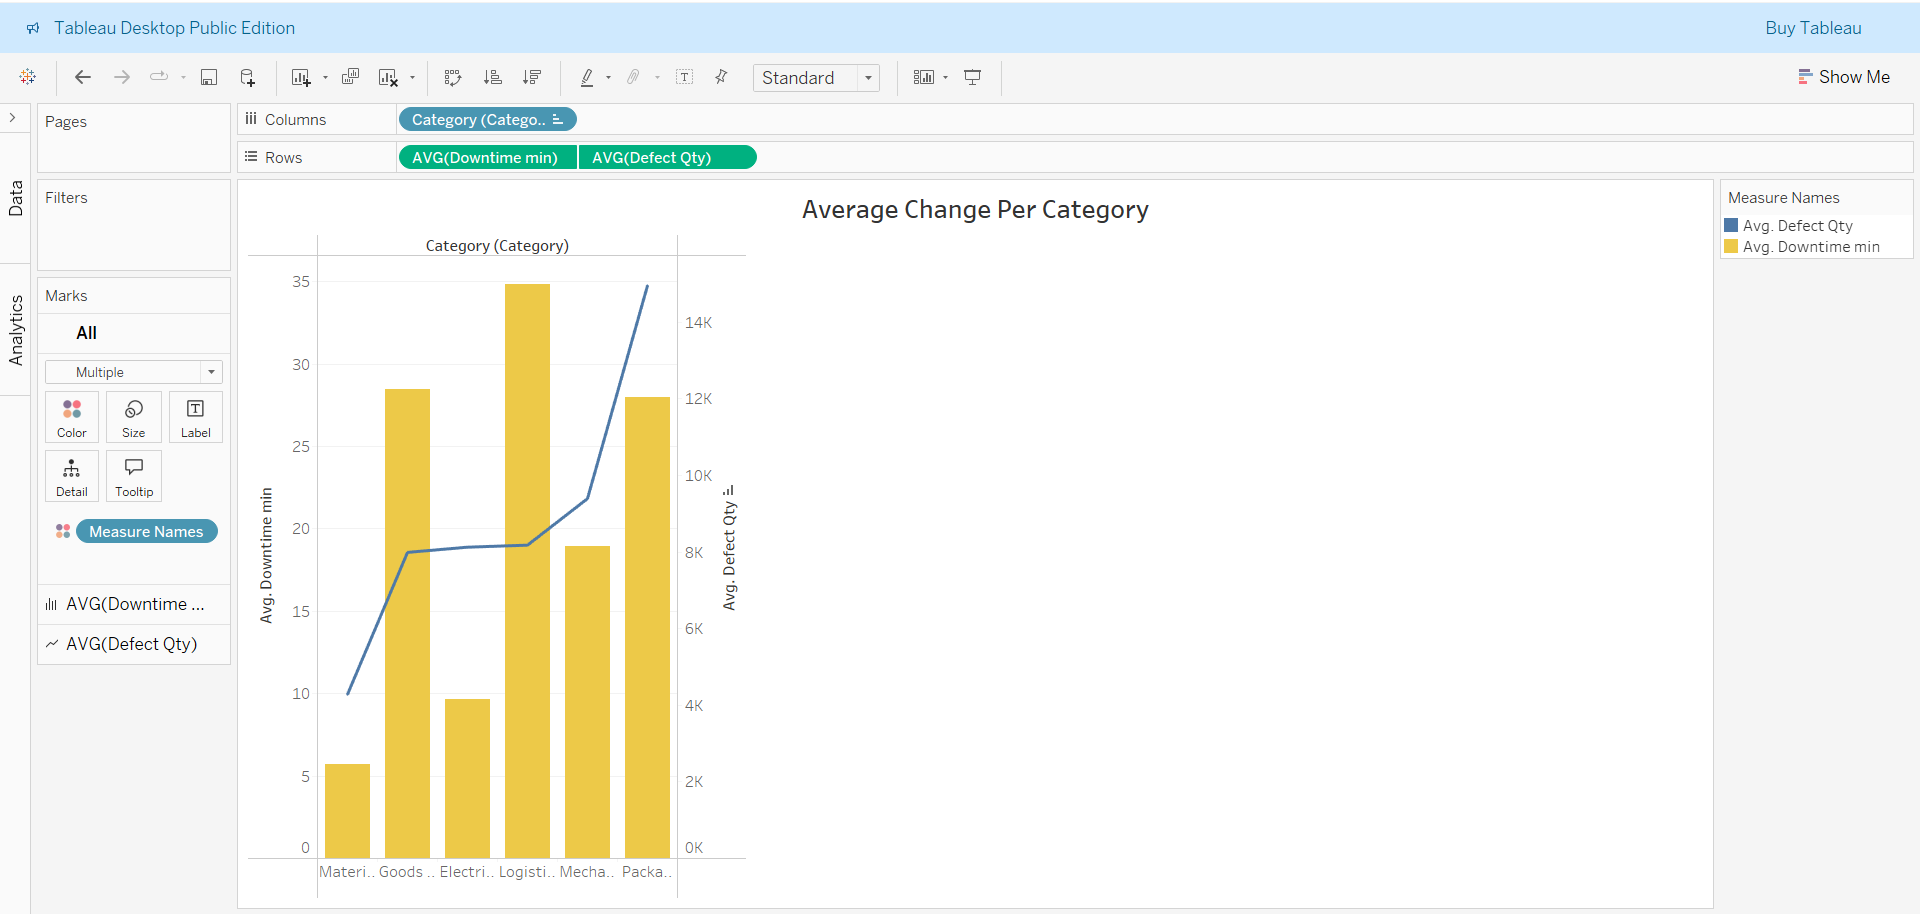 Tableau Desktop Public Edition
Buy Tableau
Standard
Show Me
Data
Analytics
Pages
Filters
Marks
All
Multiple
Color
Size
Label
Detail
Tooltip
Measure Names
AVG(Downtime ...
AVG(Defect Qty)
Columns
Category (Catego..
Rows
AVG(Downtime min)
AVG(Defect Qty)
Average Change Per Category
Category (Category)
Avg. Downtime min
35
30
25
20
15
10
5
0
14K
12K
10K
8K
6K
4K
2K
0K
Avg. Defect Qty
Materi..
Goods ..
Electri..
Logisti..
Mecha..
Packa..
Measure Names
Avg. Defect Qty
Avg. Downtime min